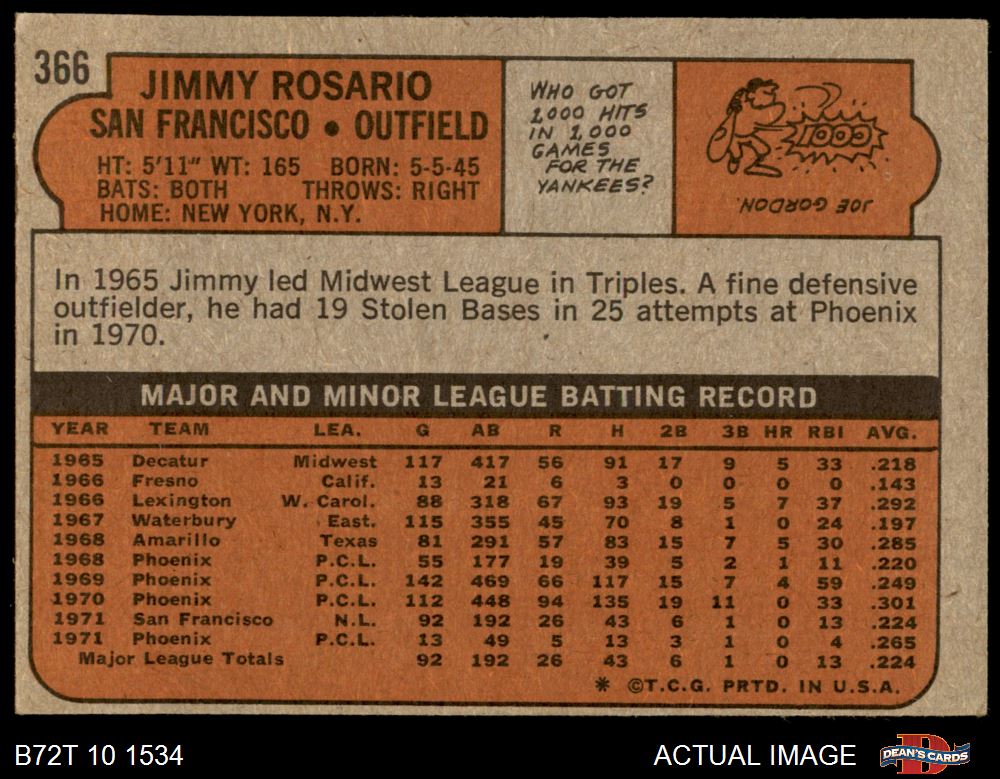 366
JIMMY ROSARIO
SAN FRANCISCO • OUTFIELD
HT: 5'11" WT: 165 BORN: 5-5-45
BATS: BOTH THROWS: RIGHT
HOME: NEW YORK, N.Y.
WHO GOT
1,000 HITS
IN 1,000
GAMES
FOR THE
YANKEES?
1000!
JOE GORDON
In 1965 Jimmy led Midwest League in Triples. A fine defensive
outfielder, he had 19 Stolen Bases in 25 attempts at Phoenix
in 1970.
MAJOR AND MINOR LEAGUE BATTING RECORD
YEAR TEAM LEA. G AB R H 2B 3B HR RBI AVG.
1965 Decatur Midwest 117 417 56 91 17 9 5 33 .218
1966 Fresno Calif. 13 21 6 3 0 0 0 0 .143
1966 Lexington W. Carol. 88 318 67 93 19 5 7 37 .292
1967 Waterbury East. 115 355 45 70 8 1 0 24 .197
1968 Amarillo Texas 81 291 57 83 15 7 5 30 .285
1968 Phoenix P.C.L. 55 177 19 39 5 2 1 11 .220
1969 Phoenix P.C.L. 142 469 66 117 15 7 4 59 .249
1970 Phoenix P.C.L. 112 448 94 135 19 11 0 33 .301
1971 San Francisco N.L. 92 192 26 43 6 1 0 13 .224
1971 Phoenix P.C.L. 13 49 5 13 3 1 0 4 .265
Major League Totals 92 192 26 43 6 1 0 13 .224
* ©T.C.G. PRTD. IN U.S.A.
B72T 10 1534
ACTUAL IMAGE
DEAN'S CARDS